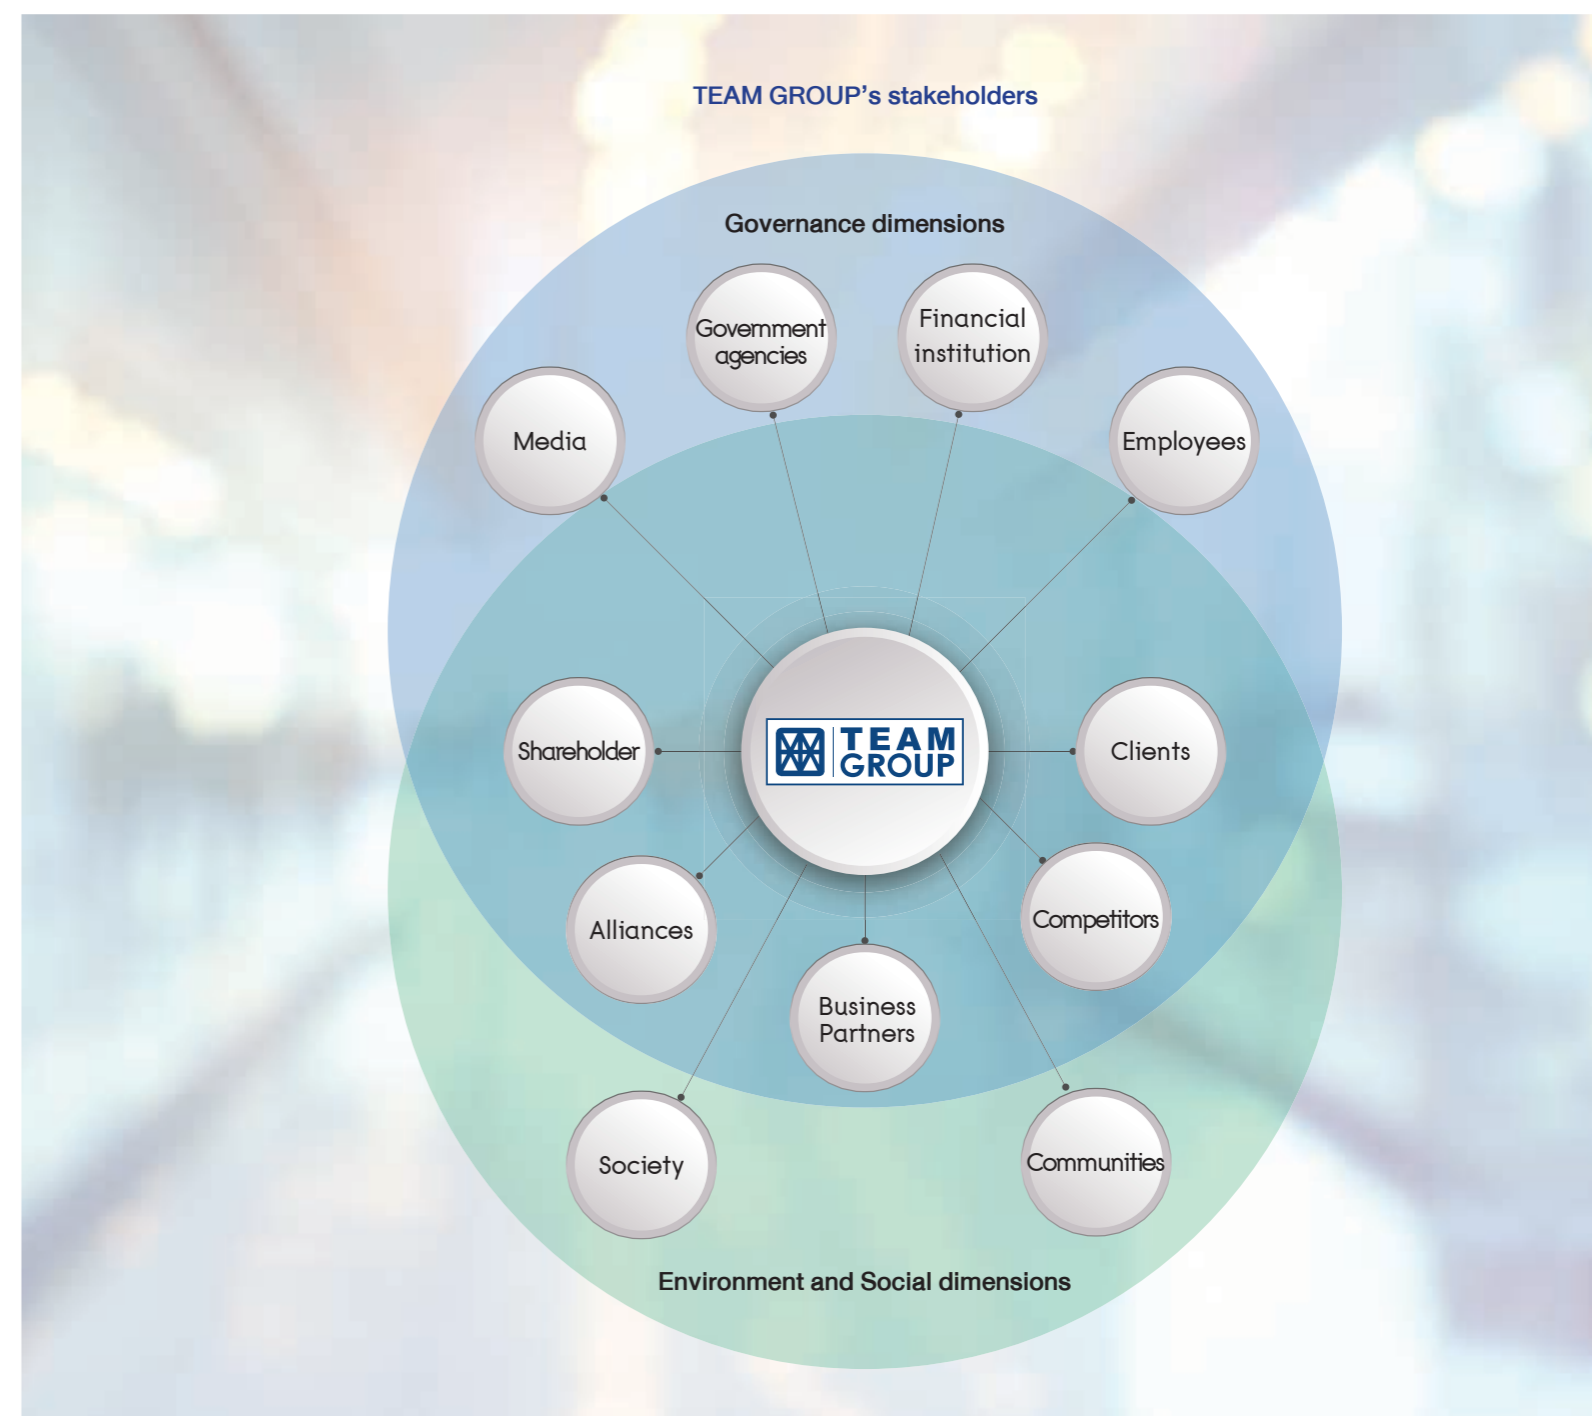 TEAM GROUP's stakeholders
Governance dimensions
Government
agencies
Financial
institution
Media
Employees
Shareholder
TEAM
GROUP
Clients
Alliances
Competitors
Business
Partners
Society
Communities
Environment and Social dimensions